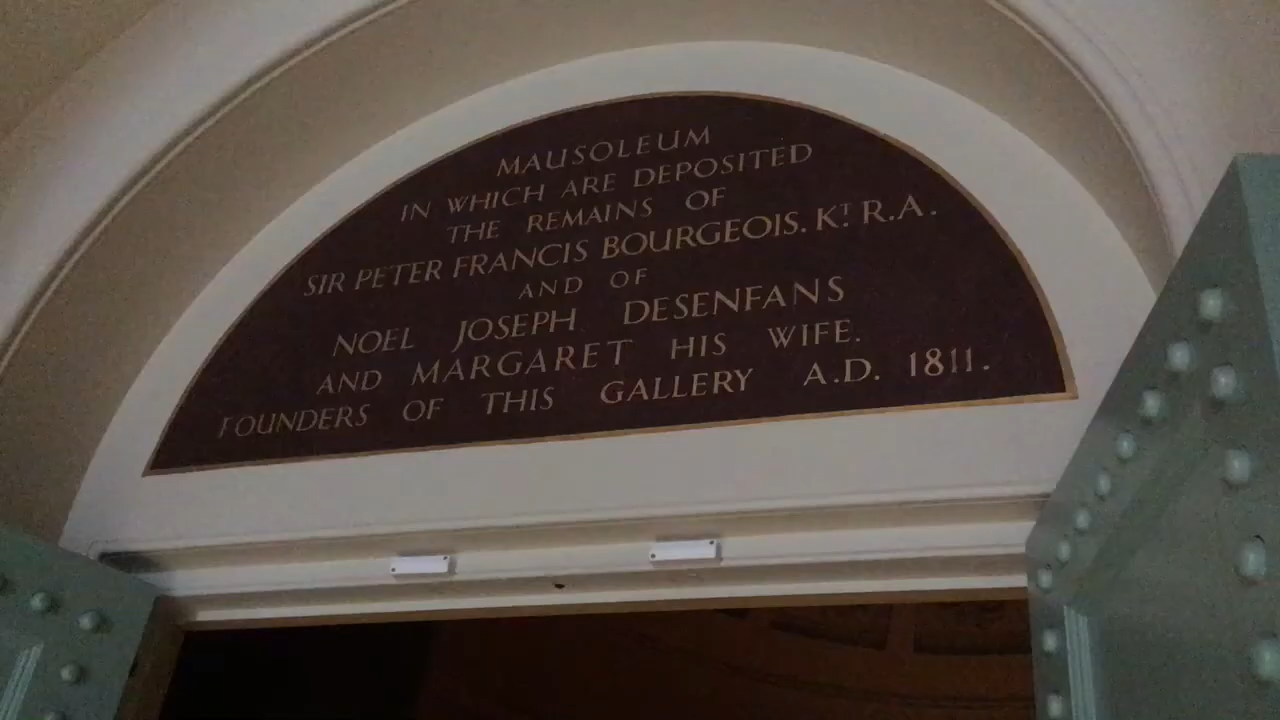 MAUSOLEUM
IN WHICH ARE DEPOSITED
THE REMAINS OF
SIR PETER FRANCIS BOURGEOIS. Kᵀ. R.A.
AND OF
NOEL JOSEPH DESENFANS
AND MARGARET HIS WIFE.
FOUNDERS OF THIS GALLERY A.D. 1811.